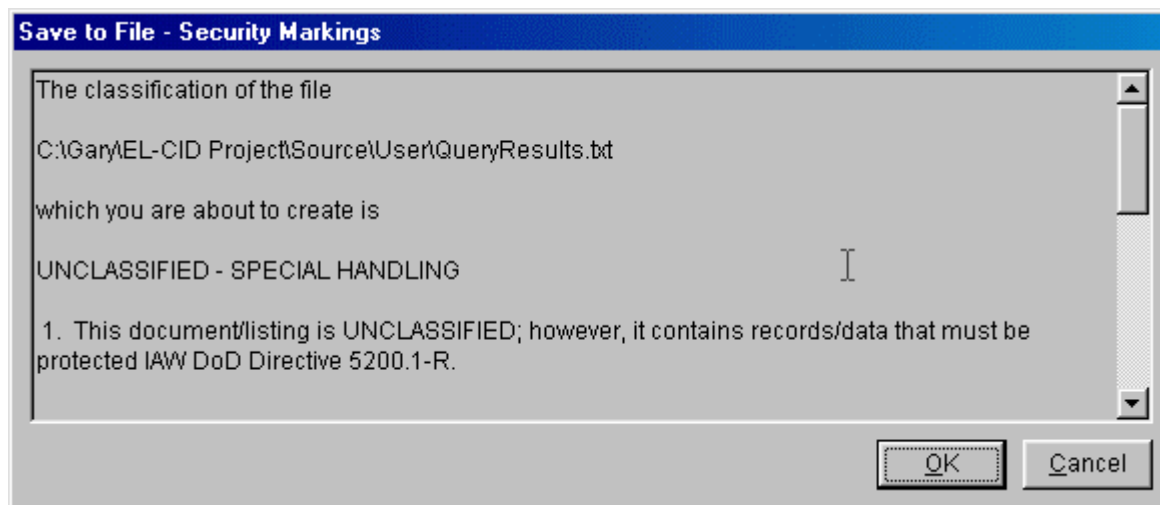 Save to File - Security Markings
The classification of the file
C:\Gary\EL-CID Project\Source\User\QueryResults.txt
which you are about to create is
UNCLASSIFIED - SPECIAL HANDLING
1. This document/listing is UNCLASSIFIED; however, it contains records/data that must be
protected IAW DoD Directive 5200.1-R.
OK Cancel